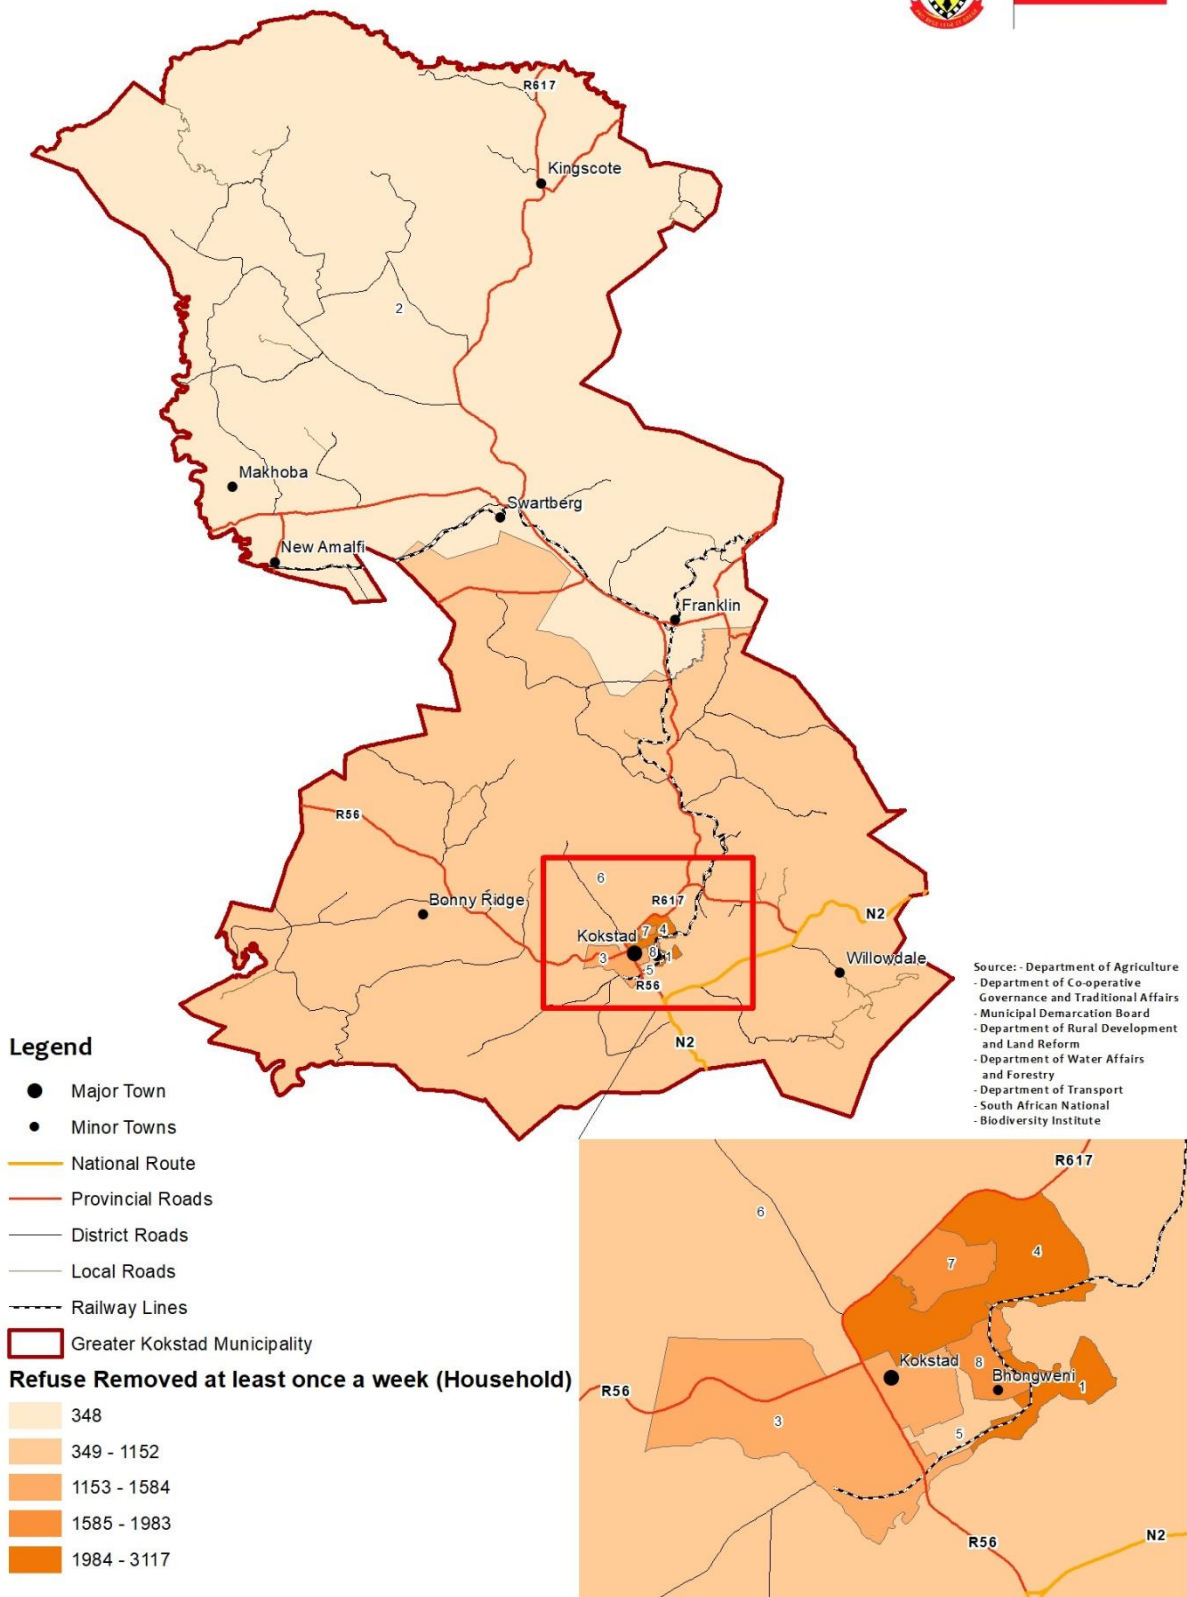 R617
Kingscote
2
Makhoba
Swartberg
New Amalfi
Franklin
R56
6
Bonny Ridge
R617
N2
Kokstad
7
4
8
3
1
5
Willowdale
R56
N2
Source: - Department of Agriculture
- Department of Co-operative
Governance and Traditional Affairs
- Municipal Demarcation Board
- Department of Rural Development
and Land Reform
- Department of Water Affairs
and Forestry
- Department of Transport
- South African National
- Biodiversity Institute
Legend
Major Town
Minor Towns
National Route
Provincial Roads
District Roads
Local Roads
Railway Lines
Greater Kokstad Municipality
Refuse Removed at least once a week (Household)
348
349 - 1152
1153 - 1584
1585 - 1983
1984 - 3117
R617
6
4
7
Kokstad
8
Bhongweni
R56
1
3
5
N2
R56